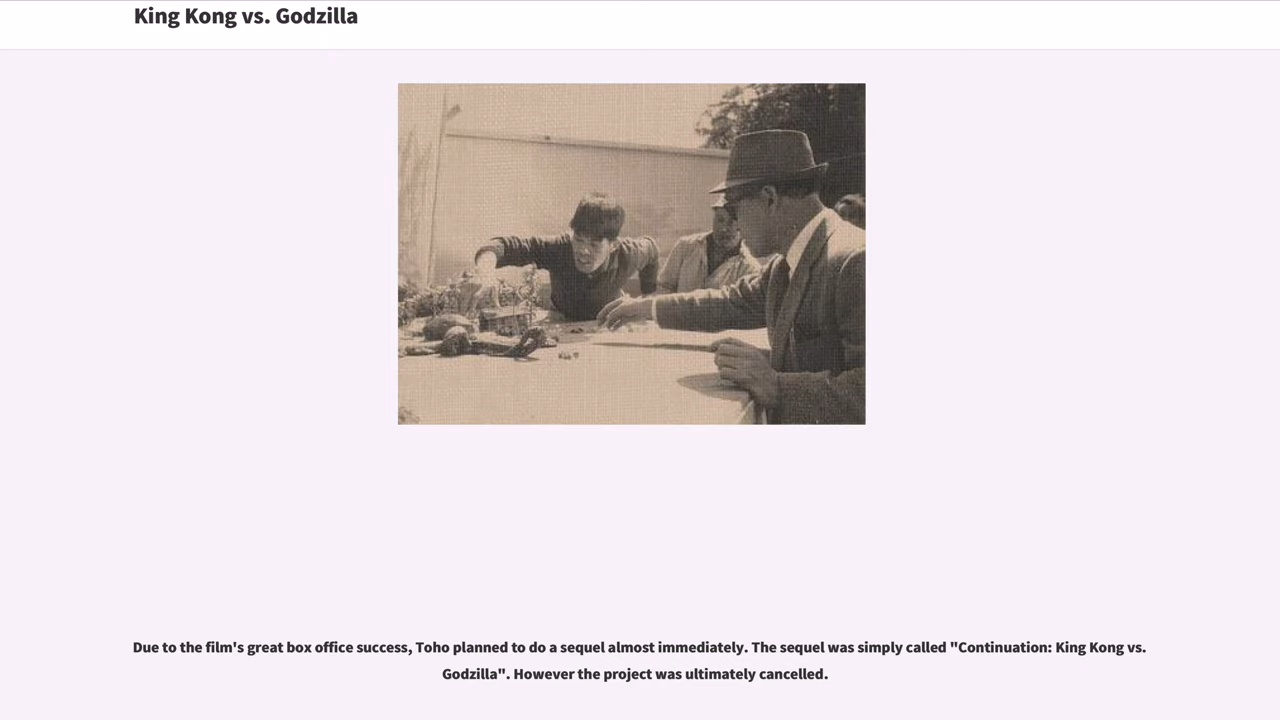 King Kong vs. Godzilla
Due to the film's great box office success, Toho planned to do a sequel almost immediately. The sequel was simply called "Continuation: King Kong vs.
Godzilla". However the project was ultimately cancelled.